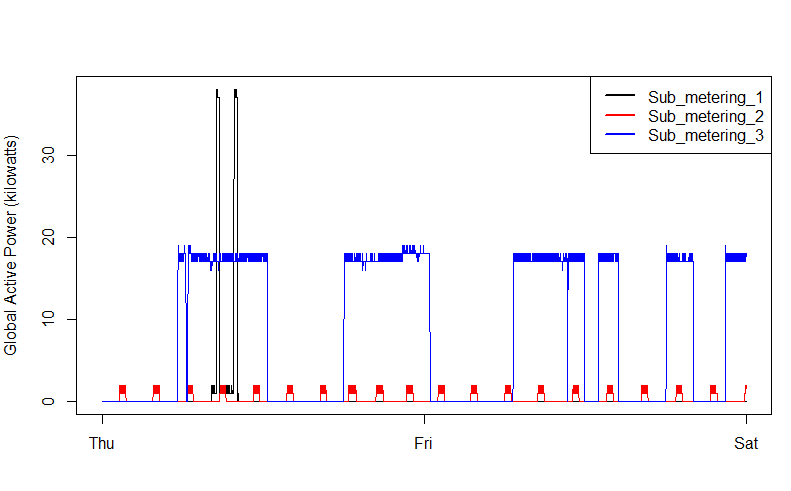 Sub_metering_1
Sub_metering_2
Sub_metering_3
Global Active Power (kilowatts)
30
20
10
0
Thu
Fri
Sat